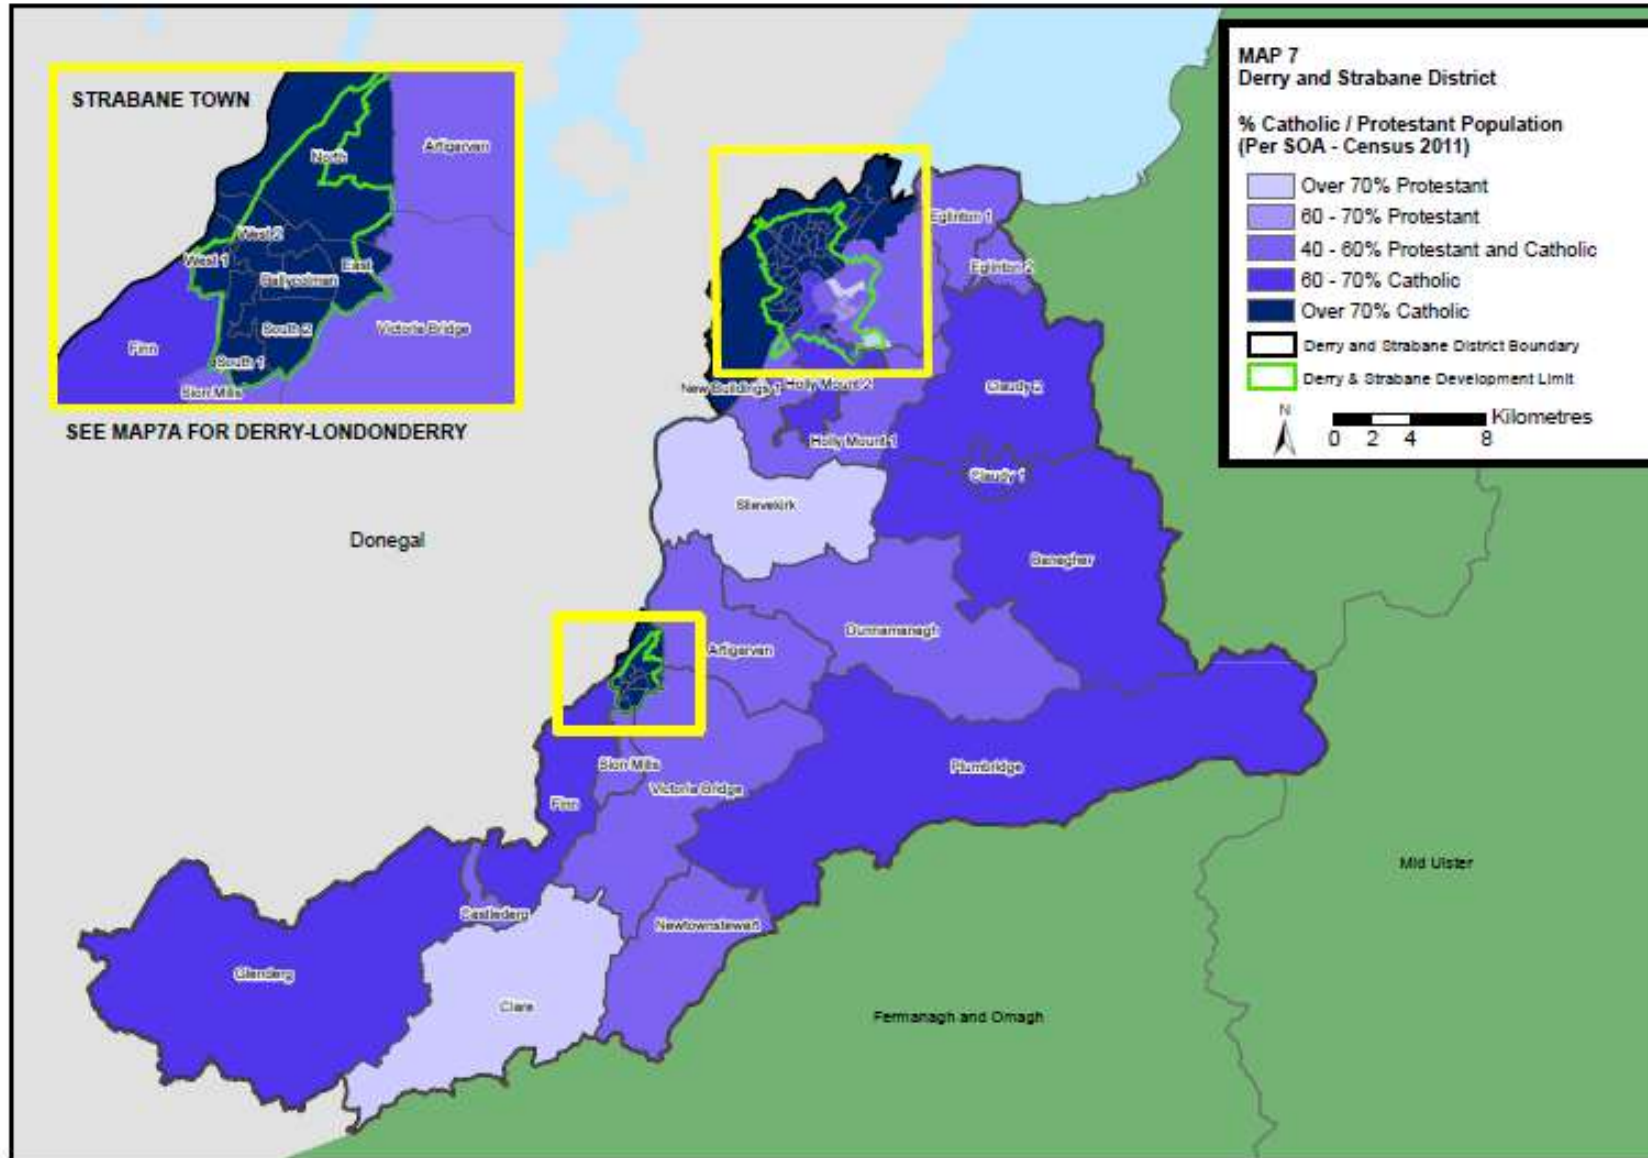 STRABANE TOWN
North
Artigarvan
West 2
West 1
East
Ballycolman
South 2
Victoria Bridge
Finn
South 1
Sion Mills
SEE MAP7A FOR DERRY-LONDONDERRY
MAP 7
Derry and Strabane District
% Catholic / Protestant Population
(Per SOA - Census 2011)
Over 70% Protestant
60 - 70% Protestant
40 - 60% Protestant and Catholic
60 - 70% Catholic
Over 70% Catholic
Derry and Strabane District Boundary
Derry & Strabane Development Limit
N
Kilometres
0 2 4 8
Eglinton 1
Eglinton 2
New Buildings 1
Holly Mount 2
Claudy 2
Holly Mount 1
Claudy 1
Slievekirk
Donegal
Banagher
Dunnamanagh
Artigarvan
Sion Mills
Plumbridge
Victoria Bridge
Finn
Mid Ulster
Castlederg
Newtownstewart
Glenderg
Clare
Fermanagh and Omagh